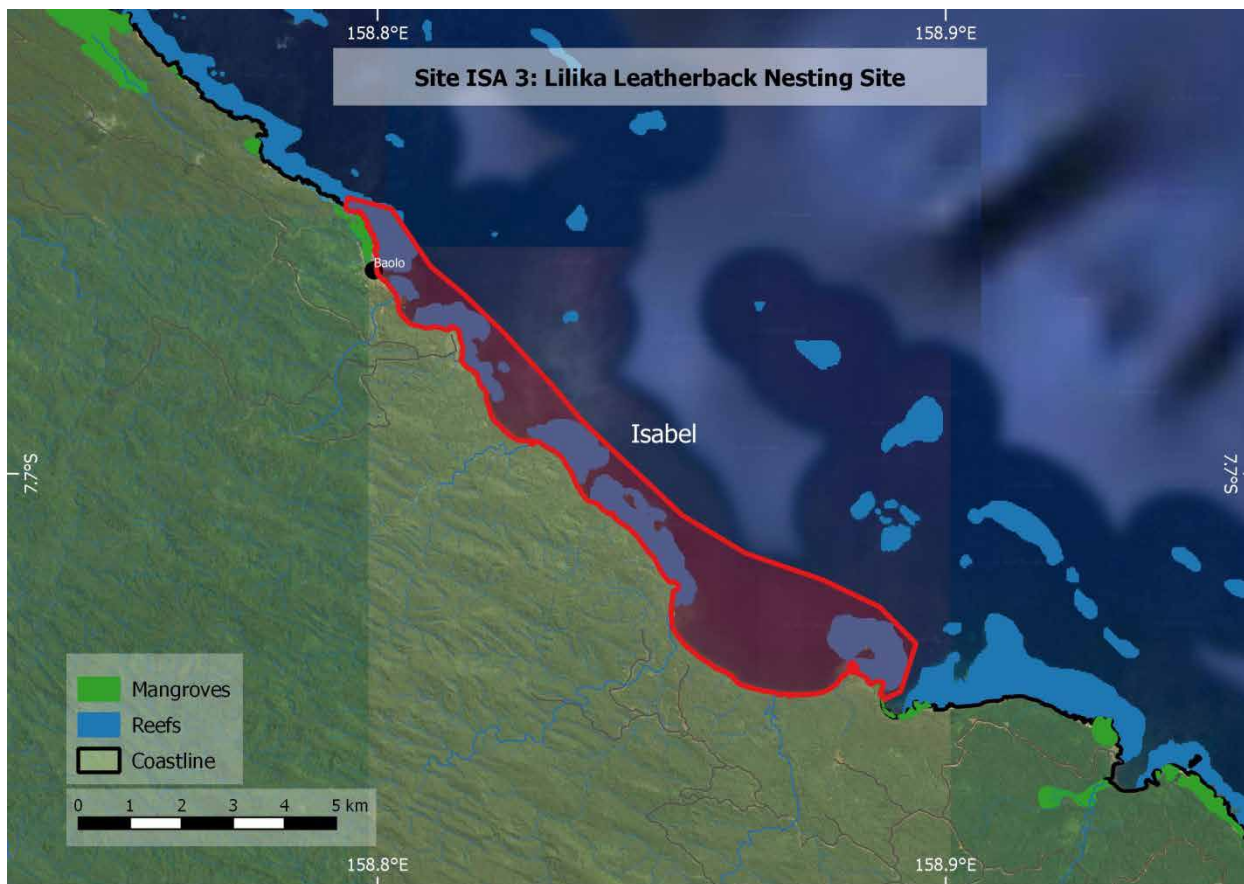 158.8°E
158.9°E
Site ISA 3: Lilika Leatherback Nesting Site
Baolo
Isabel
7.7°S
7.7°S
Mangroves
Reefs
Coastline
0 1 2 3 4 5 km
158.8°E
158.9°E